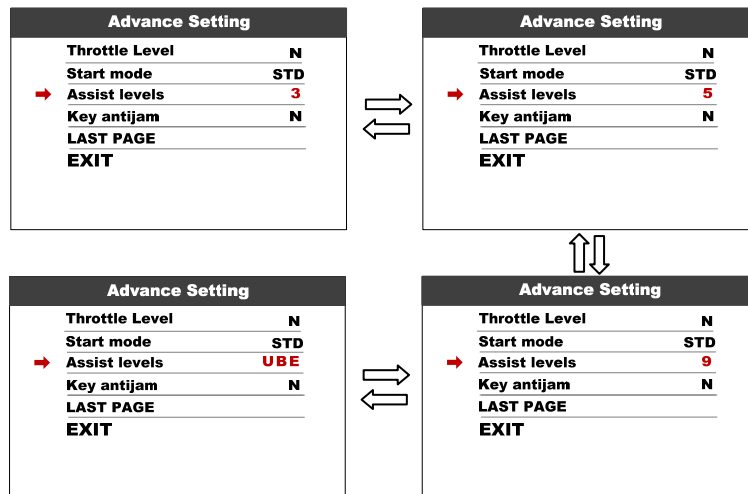 Advance Setting
Throttle Level N
Start mode STD
Assist levels 3
Key antijam N
LAST PAGE
EXIT
Advance Setting
Throttle Level N
Start mode STD
Assist levels 5
Key antijam N
LAST PAGE
EXIT
Advance Setting
Throttle Level N
Start mode STD
Assist levels UBE
Key antijam N
LAST PAGE
EXIT
Advance Setting
Throttle Level N
Start mode STD
Assist levels 9
Key antijam N
LAST PAGE
EXIT